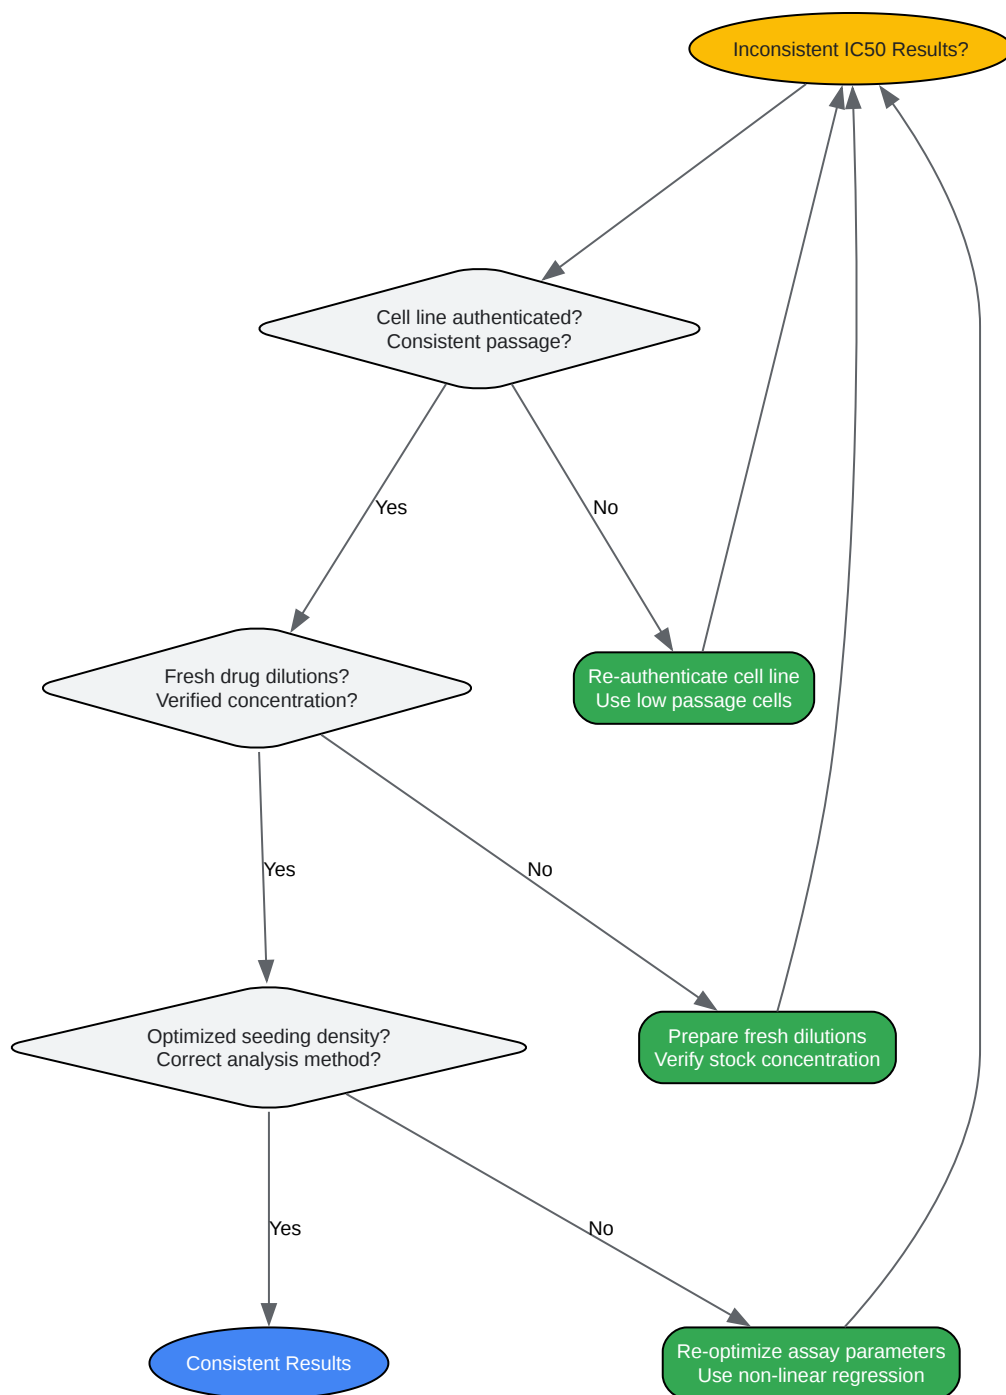 Inconsistent IC50 Results?
Cell line authenticated?
Consistent passage?
Yes
No
Fresh drug dilutions?
Verified concentration?
Re-authenticate cell line
Use low passage cells
Yes
No
Optimized seeding density?
Correct analysis method?
Prepare fresh dilutions
Verify stock concentration
Yes
No
Consistent Results
Re-optimize assay parameters
Use non-linear regression